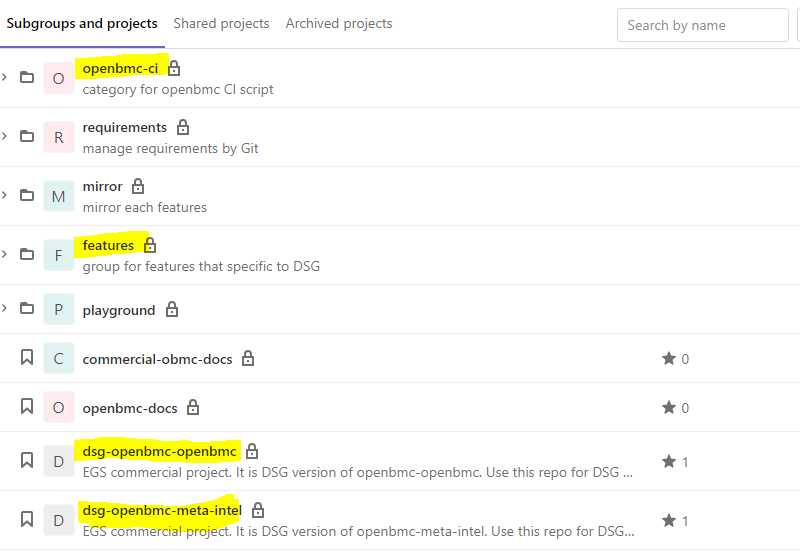 Subgroups and projects Shared projects Archived projects Search by name
O openbmc-ci
category for openbmc CI script
R requirements
manage requirements by Git
M mirror
mirror each features
F features
group for features that specific to DSG
P playground
C commercial-obmc-docs 0
O openbmc-docs 0
D dsg-openbmc-openbmc 1
EGS commercial project. It is DSG version of openbmc-openbmc. Use this repo for DSG ...
D dsg-openbmc-meta-intel 1
EGS commercial project. It is DSG version of openbmc-meta-intel. Use this repo for DSG...